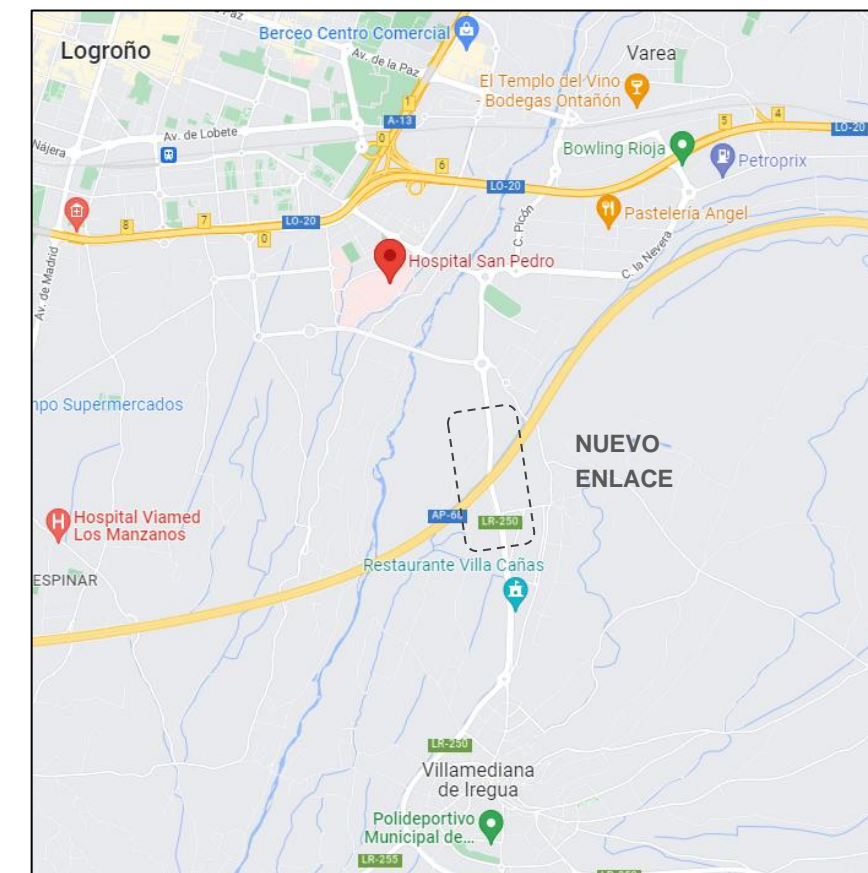 Berceo Centro Comercial
Logroño
Av. de la Paz
Varea
El Templo del Vino
- Bodegas Ontañón
1
A-13
0
Av. de Lobete
Nájera
5
4
LO-20
Bowling Rioja
Petroprix
6
LO-20
C. Picón
Pastelería Angel
8
7
LO-20
0
Av. de Madrid
Hospital San Pedro
C. la Nevera
mpo Supermercados
NUEVO
ENLACE
AP-68
LR-250
Hospital Viamed
Los Manzanos
ESPINAR
Restaurante Villa Cañas
LR-250
Villamediana
de Iregua
Polideportivo
Municipal de...
LR-255